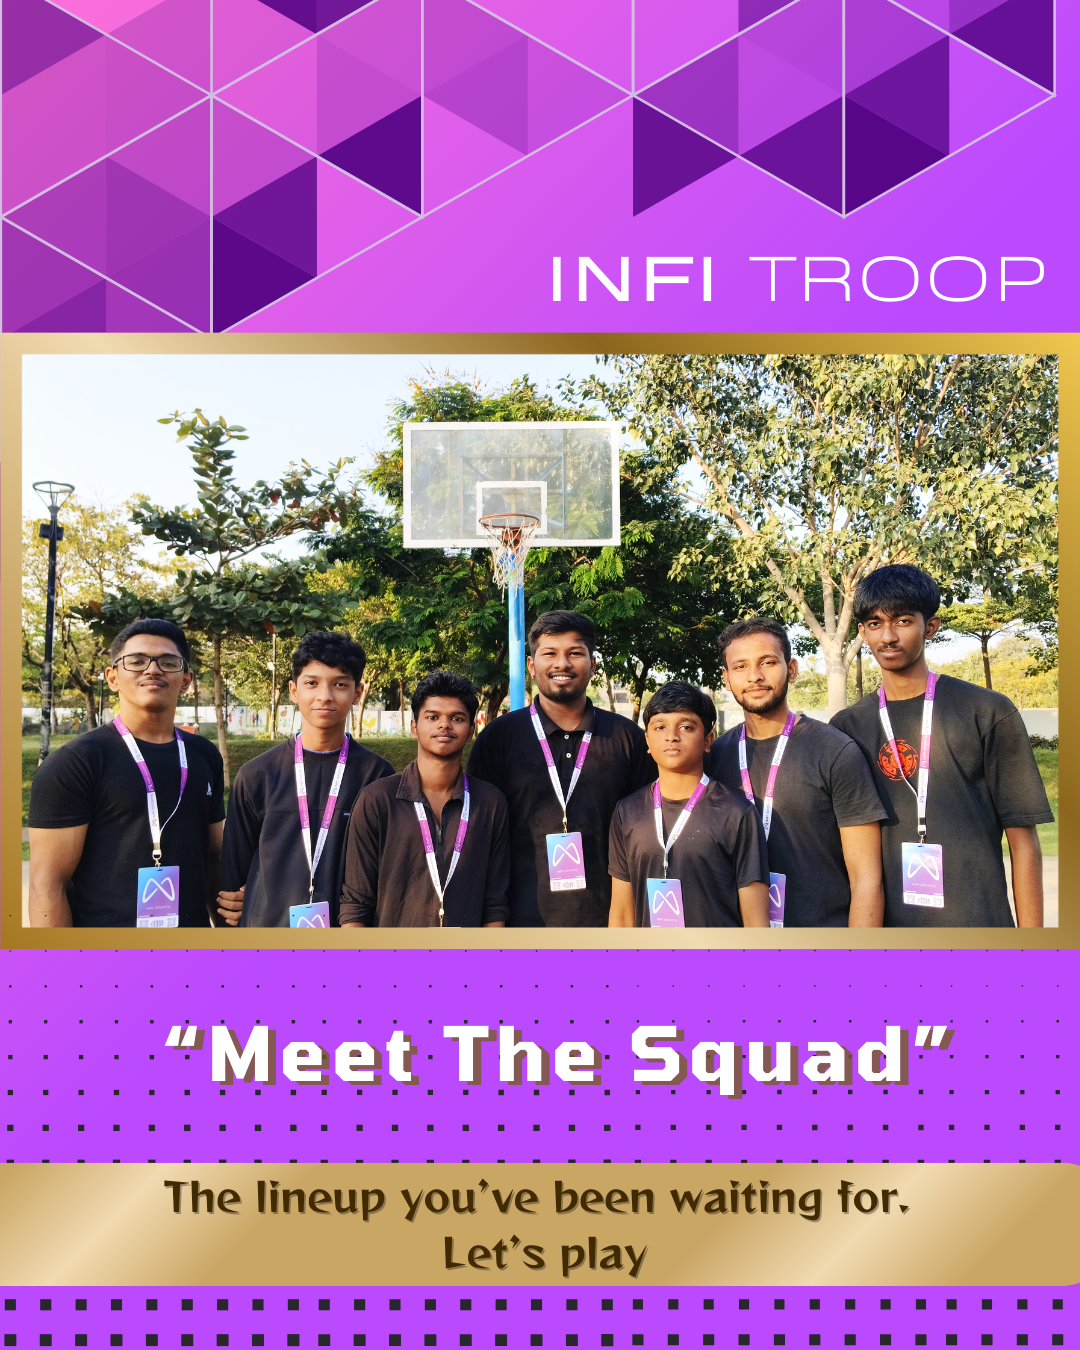 INFI TROOP
“Meet The Squad”
The lineup you’ve been waiting for.
Let’s play